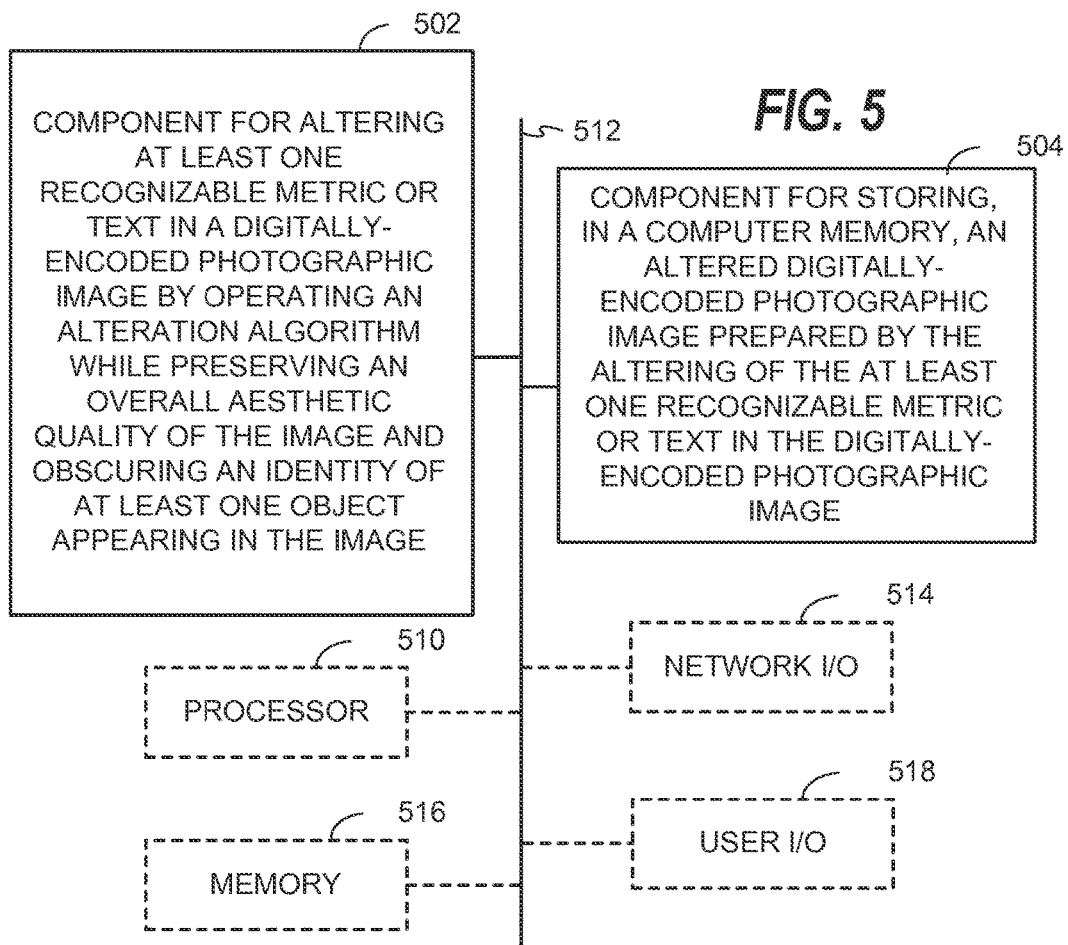 502
COMPONENT FOR ALTERING
AT LEAST ONE
RECOGNIZABLE METRIC OR
TEXT IN A DIGITALLY-
ENCODED PHOTOGRAPHIC
IMAGE BY OPERATING AN
ALTERATION ALGORITHM
WHILE PRESERVING AN
OVERALL AESTHETIC
QUALITY OF THE IMAGE AND
OBSCURING AN IDENTITY OF
AT LEAST ONE OBJECT
APPEARING IN THE IMAGE
512
FIG. 5
504
COMPONENT FOR STORING,
IN A COMPUTER MEMORY, AN
ALTERED DIGITALLY-
ENCODED PHOTOGRAPHIC
IMAGE PREPARED BY THE
ALTERING OF THE AT LEAST
ONE RECOGNIZABLE METRIC
OR TEXT IN THE DIGITALLY-
ENCODED PHOTOGRAPHIC
IMAGE
510
PROCESSOR
514
NETWORK I/O
516
MEMORY
518
USER I/O